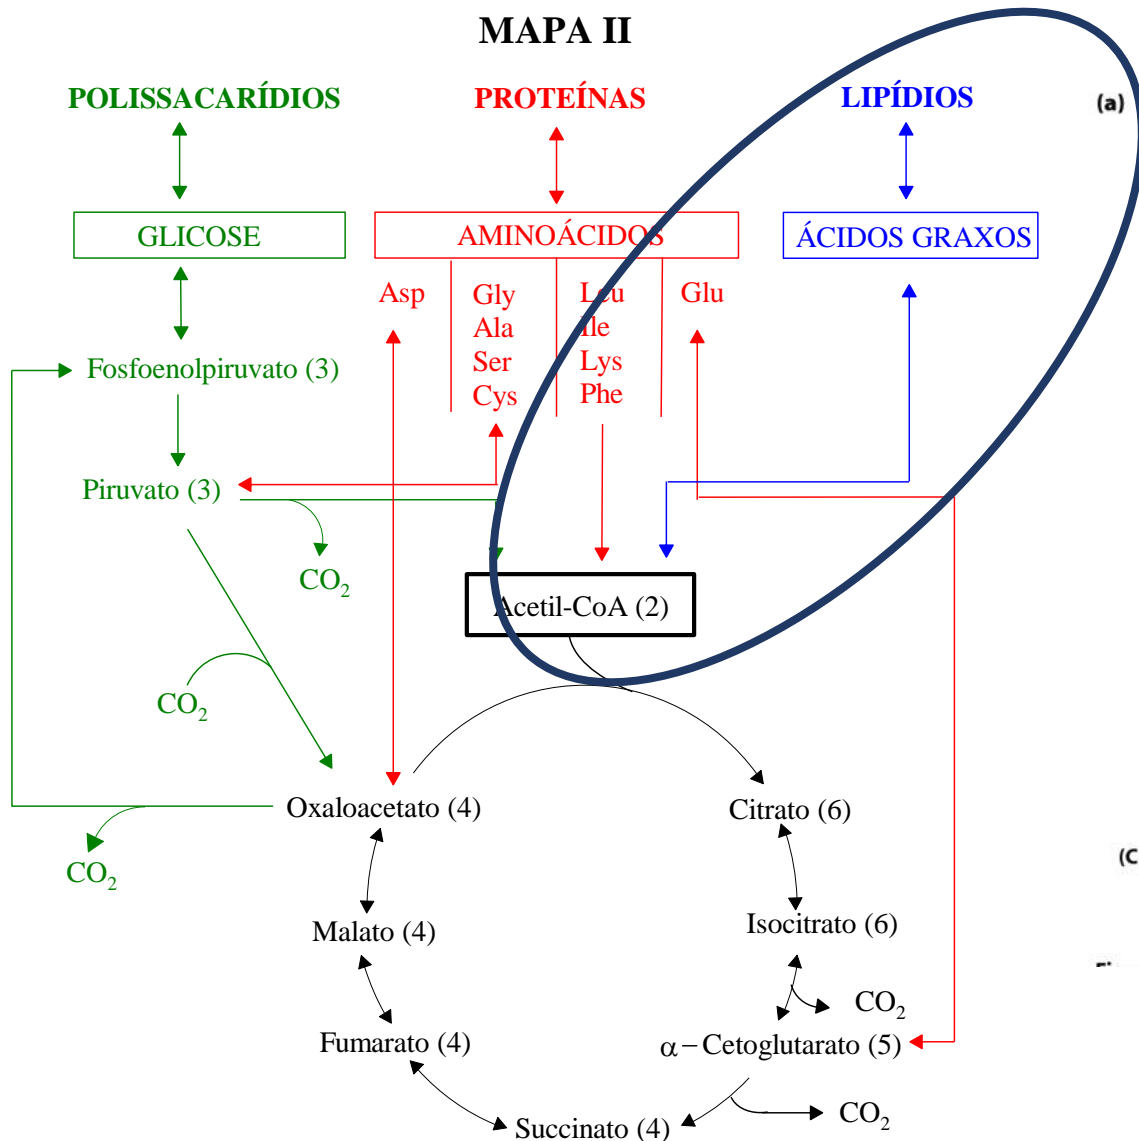 MAPA II
POLISSACARÍDIOS
PROTEÍNAS
LIPÍDIOS
(a)
GLICOSE
AMINOÁCIDOS
ÁCIDOS GRAXOS
Asp
Gly
Ala
Ser
Cys
Leu
Ile
Lys
Phe
Glu
Fosfoenolpiruvato (3)
Piruvato (3)
CO₂
Acetil-CoA (2)
CO₂
Oxaloacetato (4)
Citrato (6)
CO₂
(C
Malato (4)
Isocitrato (6)
CO₂
Fumarato (4)
α–Cetoglutarato (5)
CO₂
Succinato (4)